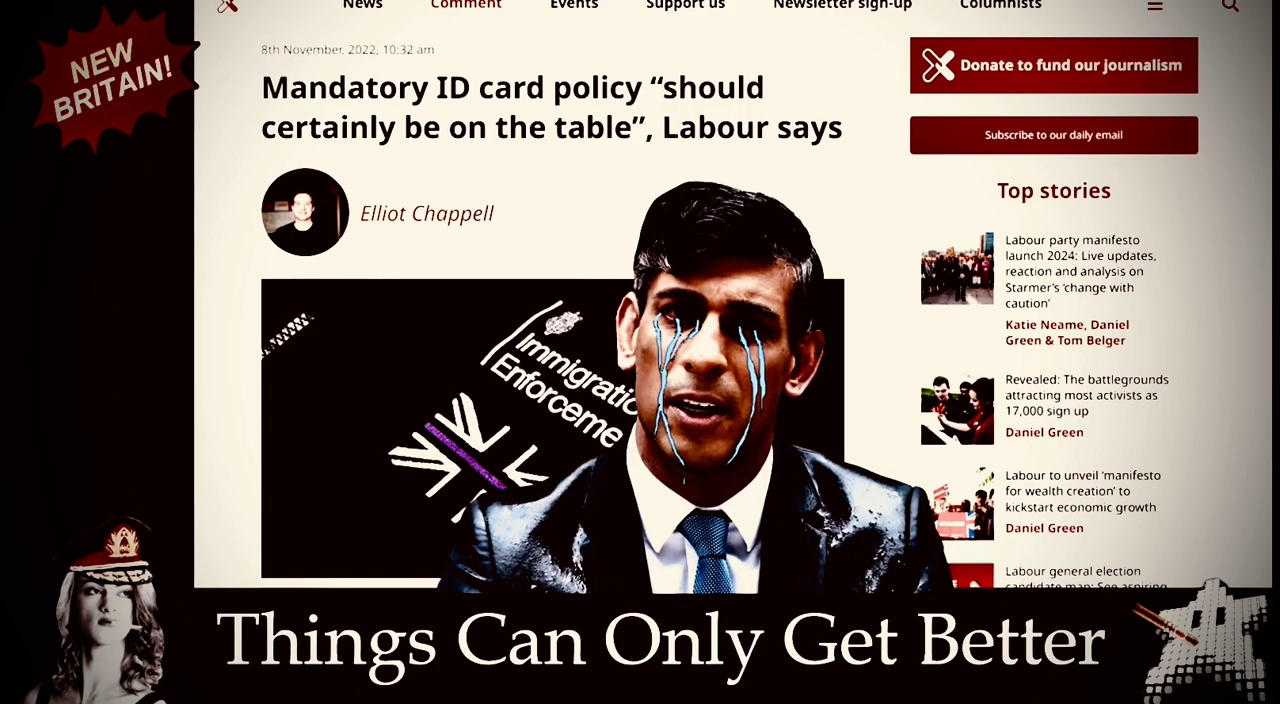 News Comment Events Support us Newsletter sign-up Columnists
NEW
BRITAIN!
8th November, 2022, 10:32 am
Mandatory ID card policy “should
certainly be on the table”, Labour says
Elliot Chappell
Immigratio
Enforceme
Donate to fund our journalism
Subscribe to our daily email
Top stories
Labour party manifesto
launch 2024: Live updates,
reaction and analysis on
Starmer's 'change with
caution'
Katie Neame, Daniel
Green & Tom Belger
Revealed: The battlegrounds
attracting most activists as
17,000 sign up
Daniel Green
Labour to unveil 'manifesto
for wealth creation' to
kickstart economic growth
Daniel Green
Labour general election
candidate map: See aspiring
Things Can Only Get Better